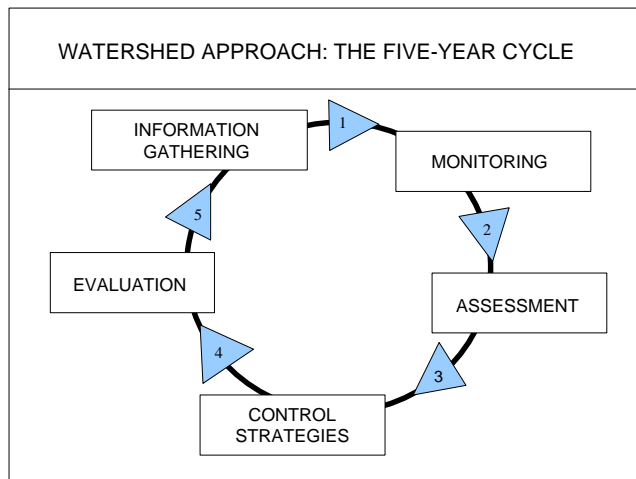 WATERSHED APPROACH: THE FIVE-YEAR CYCLE
INFORMATION
GATHERING
1
MONITORING
2
ASSESSMENT
3
CONTROL
STRATEGIES
4
EVALUATION
5